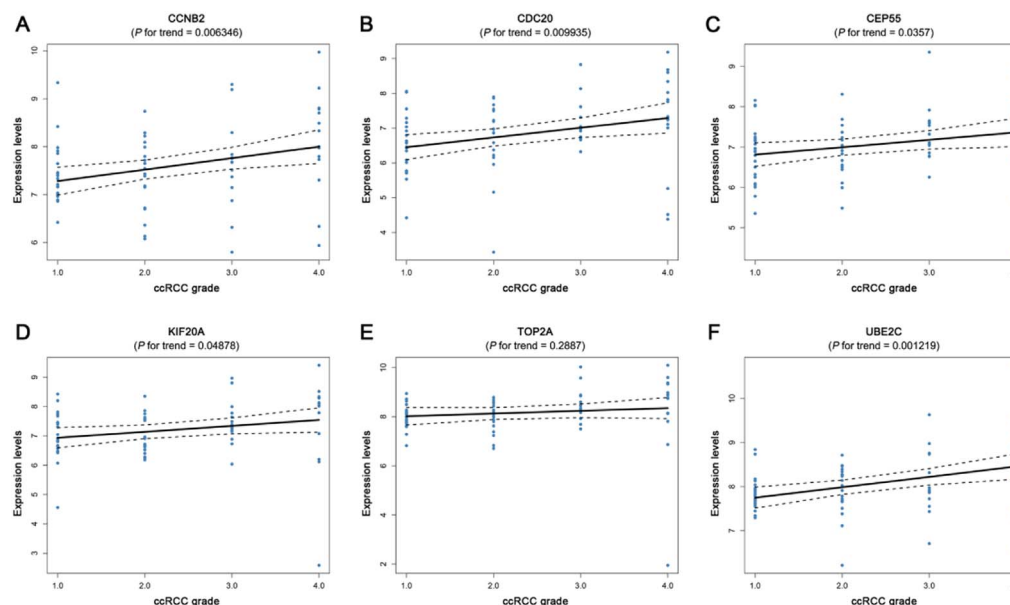 A
CCNB2
(P for trend = 0.006346)
Expression levels
10
9
8
7
6
1.0 2.0 3.0 4.0
ccRCC grade
B
CDC20
(P for trend = 0.009935)
Expression levels
9
8
7
6
5
4
1.0 2.0 3.0 4.0
ccRCC grade
C
CEP55
(P for trend = 0.0357)
Expression levels
9
8
7
6
5
1.0 2.0 3.0
ccRCC grade
D
KIF20A
(P for trend = 0.04878)
Expression levels
9
8
7
6
5
4
3
1.0 2.0 3.0 4.0
ccRCC grade
E
TOP2A
(P for trend = 0.2887)
Expression levels
10
8
6
4
2
1.0 2.0 3.0 4.0
ccRCC grade
F
UBE2C
(P for trend = 0.001219)
Expression levels
10
9
8
7
1.0 2.0 3.0
ccRCC grade